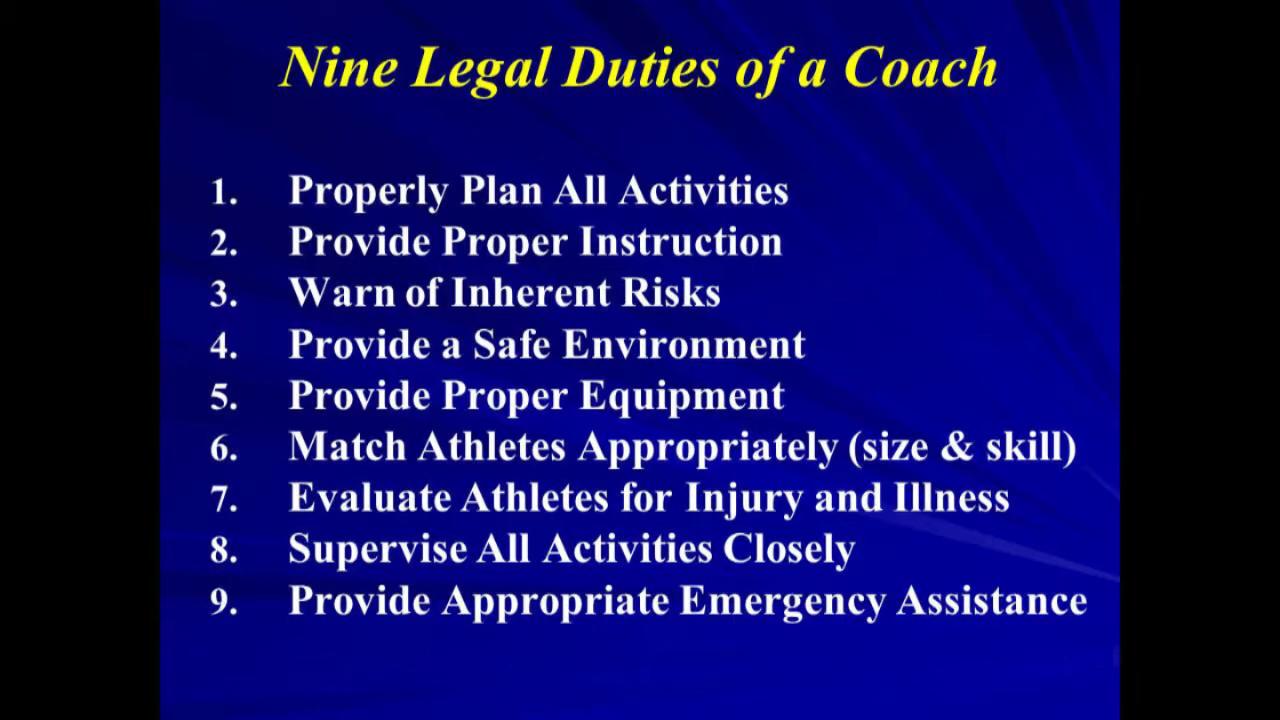 Nine Legal Duties of a Coach
1. Properly Plan All Activities
2. Provide Proper Instruction
3. Warn of Inherent Risks
4. Provide a Safe Environment
5. Provide Proper Equipment
6. Match Athletes Appropriately (size & skill)
7. Evaluate Athletes for Injury and Illness
8. Supervise All Activities Closely
9. Provide Appropriate Emergency Assistance